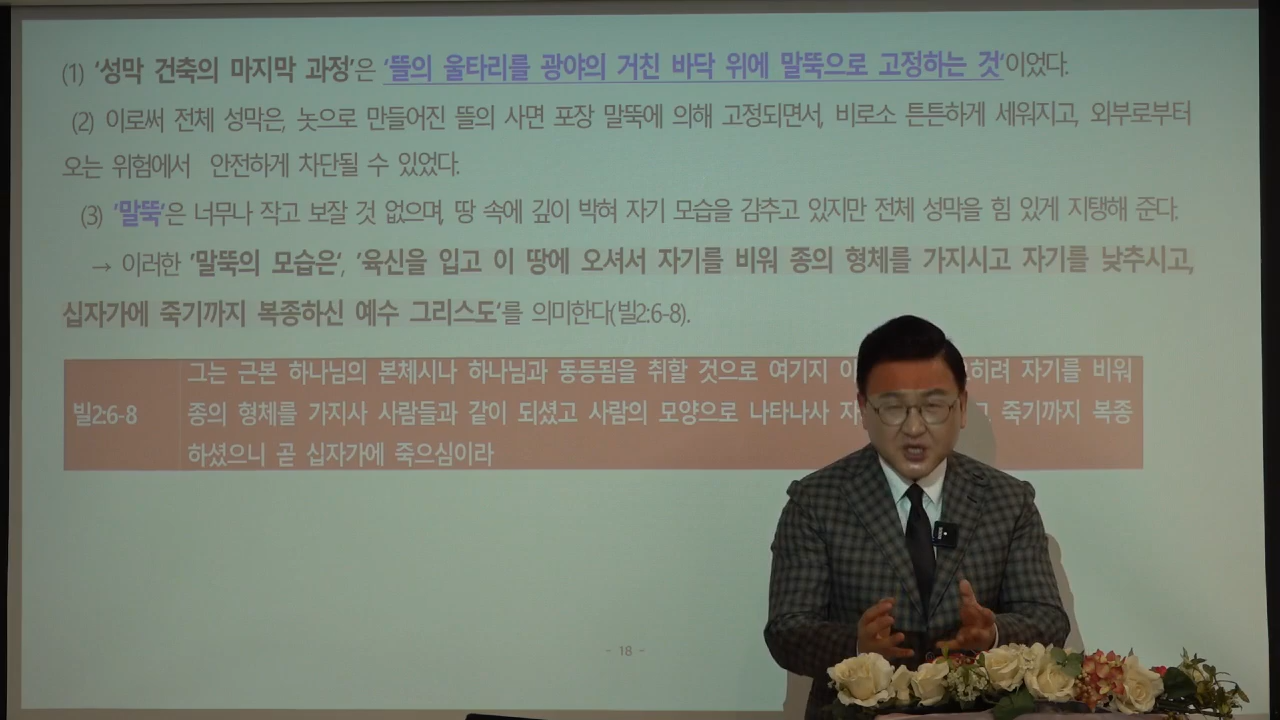 (1) '성막 건축의 마지막 과정'은 '뜰의 울타리를 광야의 거친 바닥 위에 말뚝으로 고정하는 것'이었다.
(2) 이로써 전체 성막은, 놋으로 만들어진 뜰의 사면 포장 말뚝에 의해 고정되면서, 비로소 튼튼하게 세워지고, 외부로부터
오는 위험에서 안전하게 차단될 수 있었다.
(3) '말뚝'은 너무나 작고 보잘 것 없으며, 땅 속에 깊이 박혀 자기 모습을 감추고 있지만 전체 성막을 힘 있게 지탱해 준다.
→ 이러한 '말뚝의 모습은', '육신을 입고 이 땅에 오셔서 자기를 비워 종의 형체를 가지시고 자기를 낮추시고,
십자가에 죽기까지 복종하신 예수 그리스도'를 의미한다(빌2:6-8).
그는 근본 하나님의 본체시나 하나님과 동등됨을 취할 것으로 여기지 자기를 비워
빌2:6-8 종의 형체를 가지사 사람들과 같이 되셨고 사람의 모양으로 나타나사 죽기까지 복종
하셨으니 곧 십자가에 죽으심이라
- 18 -